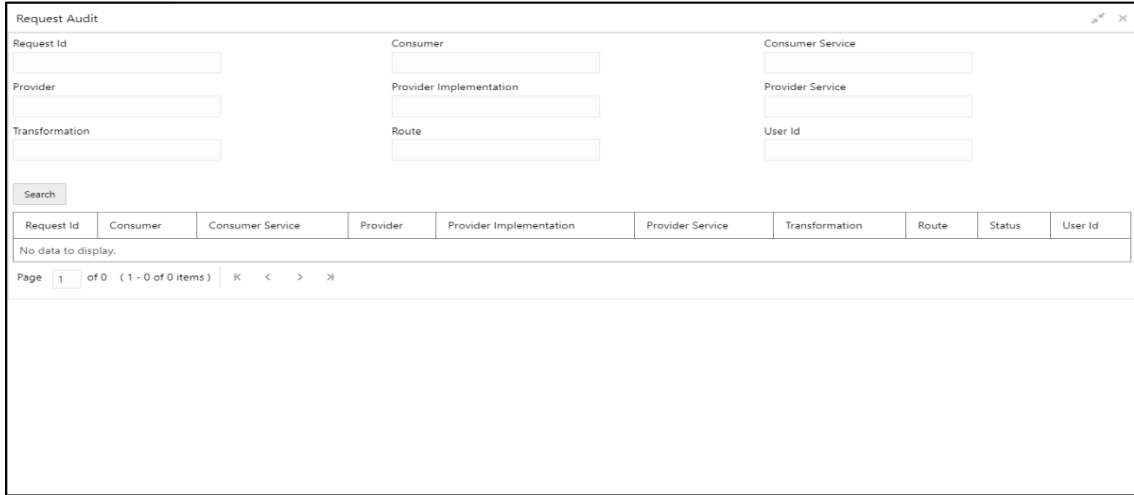 Request Audit
Request Id Consumer Consumer Service
Provider Provider Implementation Provider Service
Transformation Route User Id
Search
Request Id Consumer Consumer Service Provider Provider Implementation Provider Service Transformation Route Status User Id
No data to display.
Page 1 of 0 ( 1 - 0 of 0 items )